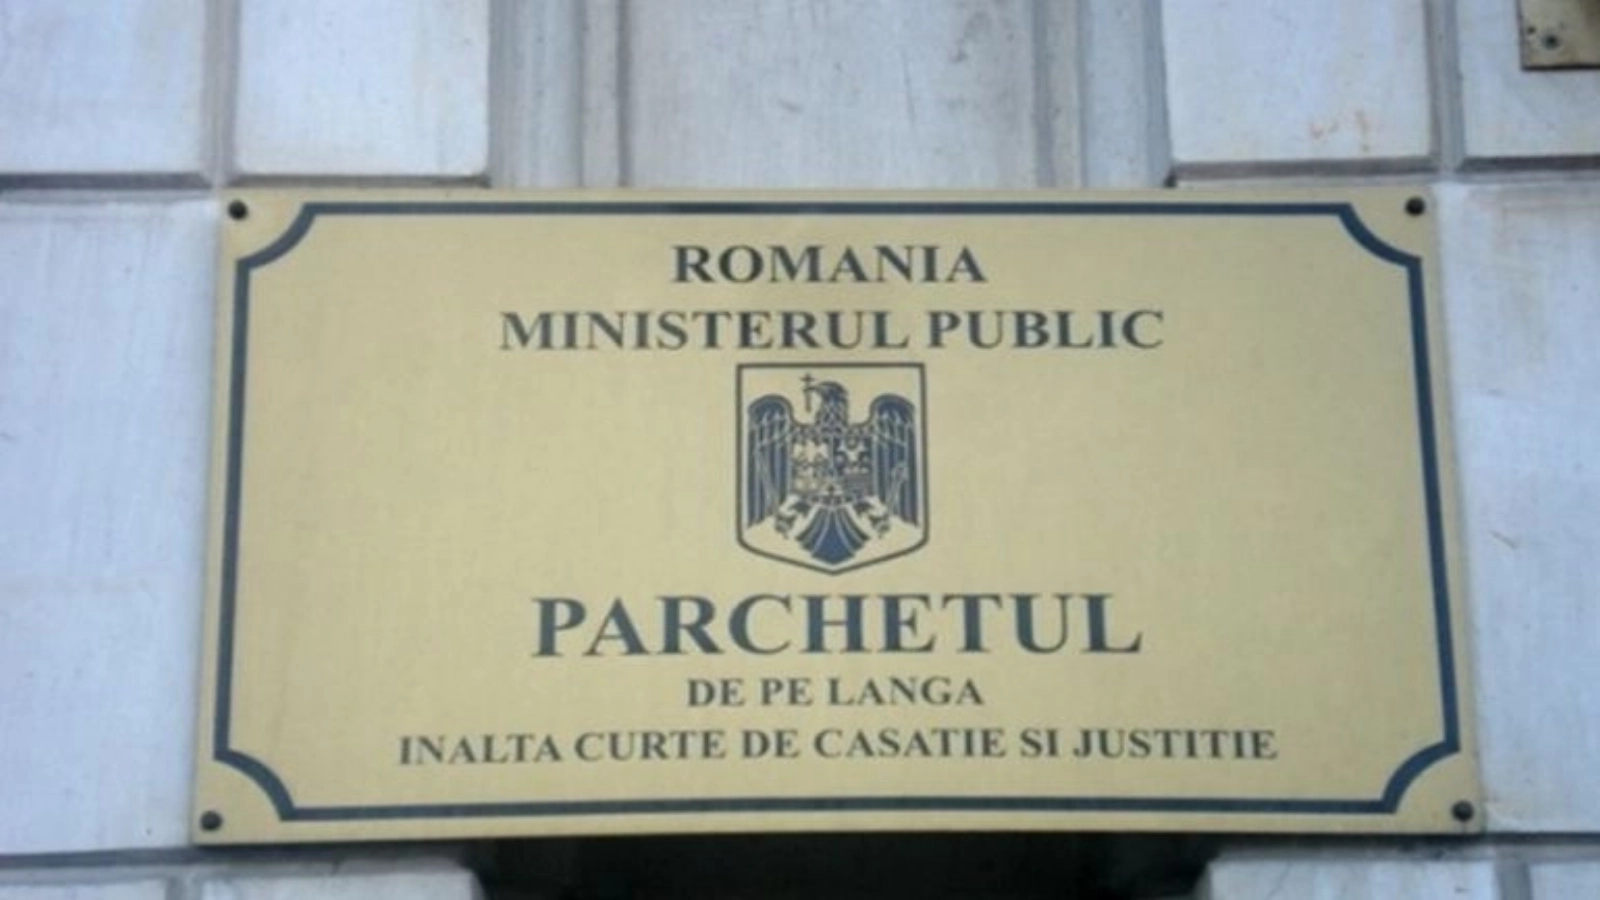 ROMANIA
MINISTERUL PUBLIC
PARCHETUL
DE PE LANGA
INALTA CURTE DE CASATIE SI JUSTITIE